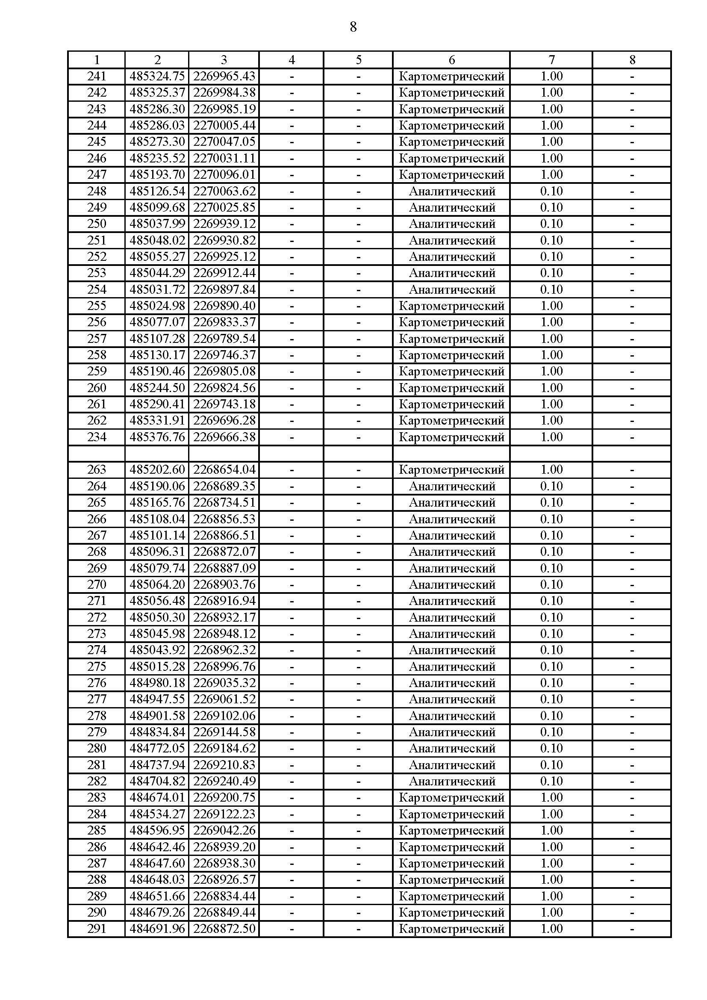 8
1 2 3 4 5 6 7 8
241 485324.75 2269965.43 - - Картометрический 1.00 -
242 485325.37 2269984.38 - - Картометрический 1.00 -
243 485286.30 2269985.19 - - Картометрический 1.00 -
244 485286.03 2270005.44 - - Картометрический 1.00 -
245 485273.30 2270047.05 - - Картометрический 1.00 -
246 485235.52 2270031.11 - - Картометрический 1.00 -
247 485193.70 2270096.01 - - Картометрический 1.00 -
248 485126.54 2270063.62 - - Аналитический 0.10 -
249 485099.68 2270025.85 - - Аналитический 0.10 -
250 485037.99 2269939.12 - - Аналитический 0.10 -
251 485048.02 2269930.82 - - Аналитический 0.10 -
252 485055.27 2269925.12 - - Аналитический 0.10 -
253 485044.29 2269912.44 - - Аналитический 0.10 -
254 485031.72 2269897.84 - - Аналитический 0.10 -
255 485024.98 2269890.40 - - Картометрический 1.00 -
256 485077.07 2269833.37 - - Картометрический 1.00 -
257 485107.28 2269789.54 - - Картометрический 1.00 -
258 485130.17 2269746.37 - - Картометрический 1.00 -
259 485190.46 2269805.08 - - Картометрический 1.00 -
260 485244.50 2269824.56 - - Картометрический 1.00 -
261 485290.41 2269743.18 - - Картометрический 1.00 -
262 485331.91 2269696.28 - - Картометрический 1.00 -
234 485376.76 2269666.38 - - Картометрический 1.00 -
263 485202.60 2268654.04 - - Картометрический 1.00 -
264 485190.06 2268689.35 - - Аналитический 0.10 -
265 485165.76 2268734.51 - - Аналитический 0.10 -
266 485108.04 2268856.53 - - Аналитический 0.10 -
267 485101.14 2268866.51 - - Аналитический 0.10 -
268 485096.31 2268872.07 - - Аналитический 0.10 -
269 485079.74 2268887.09 - - Аналитический 0.10 -
270 485064.20 2268903.76 - - Аналитический 0.10 -
271 485056.48 2268916.94 - - Аналитический 0.10 -
272 485050.30 2268932.17 - - Аналитический 0.10 -
273 485045.98 2268948.12 - - Аналитический 0.10 -
274 485043.92 2268962.32 - - Аналитический 0.10 -
275 485015.28 2268996.76 - - Аналитический 0.10 -
276 484980.18 2269035.32 - - Аналитический 0.10 -
277 484947.55 2269061.52 - - Аналитический 0.10 -
278 484901.58 2269102.06 - - Аналитический 0.10 -
279 484834.84 2269144.58 - - Аналитический 0.10 -
280 484772.05 2269184.62 - - Аналитический 0.10 -
281 484737.94 2269210.83 - - Аналитический 0.10 -
282 484704.82 2269240.49 - - Аналитический 0.10 -
283 484674.01 2269200.75 - - Картометрический 1.00 -
284 484534.27 2269122.23 - - Картометрический 1.00 -
285 484596.95 2269042.26 - - Картометрический 1.00 -
286 484642.46 2268939.20 - - Картометрический 1.00 -
287 484647.60 2268938.30 - - Картометрический 1.00 -
288 484648.03 2268926.57 - - Картометрический 1.00 -
289 484651.66 2268834.44 - - Картометрический 1.00 -
290 484679.26 2268849.44 - - Картометрический 1.00 -
291 484691.96 2268872.50 - - Картометрический 1.00 -